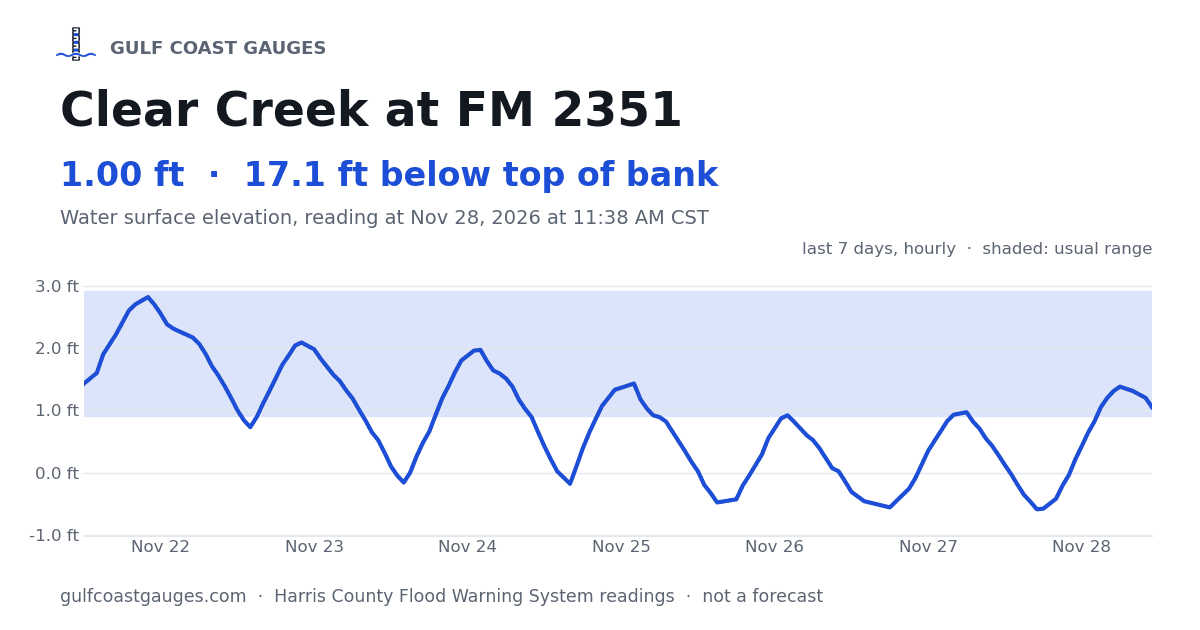 GULF COAST GAUGES
Clear Creek at FM 2351
1.00 ft · 17.1 ft below top of bank
Water surface elevation, reading at Nov 28, 2026 at 11:38 AM CST
last 7 days, hourly · shaded: usual range
3.0 ft
2.0 ft
1.0 ft
0.0 ft
-1.0 ft
Nov 22 Nov 23 Nov 24 Nov 25 Nov 26 Nov 27 Nov 28
gulfcoastgauges.com · Harris County Flood Warning System readings · not a forecast